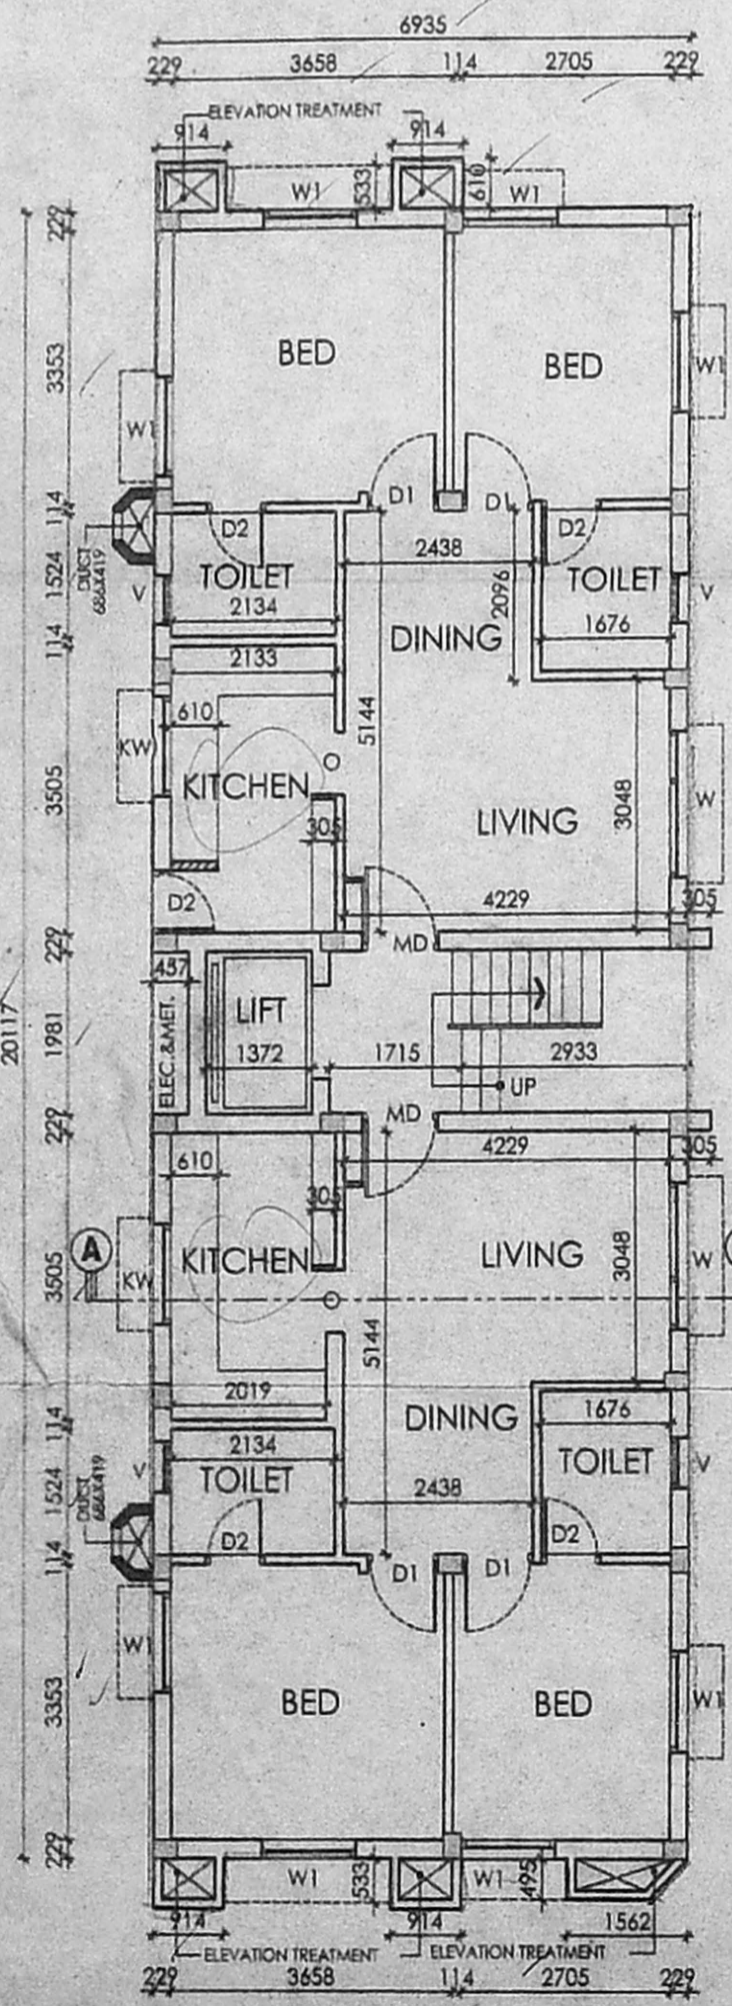 6935
229 3658 114 2705 229
ELEVATION TREATMENT
914 914
W1 533 610 W1
229
BED BED
3353
W1 W1
D1 D1
114
D2 D2
2438
DUCT
686X419
TOILET TOILET
1524
V V
2134 2096 1676
DINING
114
2133
610
5144
KW
KITCHEN
3505
305
LIVING
3048
W
D2
4229 305
MD
229
457
ELEC.&MET.
LIFT
1981
20117
1372 1715 2933
UP
229
MD
4229 305
610
305
A
KITCHEN LIVING
3048
W
KW
3505
5144
2019
1676
DINING
114
2134
TOILET TOILET
V V
1524
DUCT
686X419
2438
D2 D2
114
D1 D1
W1 W1
BED BED
3353
229
W1 533 W1 495
914 914 1562
ELEVATION TREATMENT ELEVATION TREATMENT
229 3658 114 2705 229